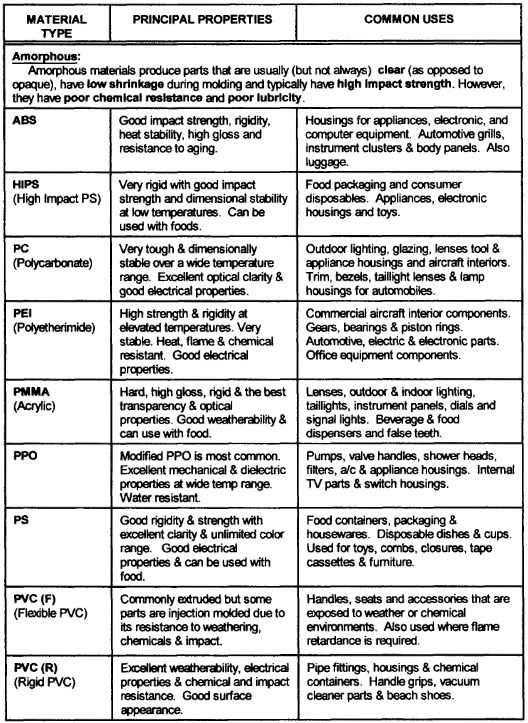 MATERIAL
TYPE
PRINCIPAL PROPERTIES
COMMON USES
Amorphous:
Amorphous materials produce parts that are usually (but not always) clear (as opposed to
opaque), have low shrinkage during molding and typically have high impact strength. However,
they have poor chemical resistance and poor lubricity.
ABS
Good impact strength, rigidity,
heat stability, high gloss and
resistance to aging.
Housings for appliances, electronic, and
computer equipment. Automotive grills,
instrument clusters & body panels. Also
luggage.
HIPS
(High Impact PS)
Very rigid with good impact
strength and dimensional stability
at low temperatures. Can be
used with foods.
Food packaging and consumer
disposables. Appliances, electronic
housings and toys.
PC
(Polycarbonate)
Very tough & dimensionally
stable over a wide temperature
range. Excellent optical clarity &
good electrical properties.
Outdoor lighting, glazing, lenses tool &
appliance housings and aircraft interiors.
Trim, bezels, taillight lenses & lamp
housings for automobiles.
PEI
(Polyetherimide)
High strength & rigidity at
elevated temperatures. Very
stable. Heat, flame & chemical
resistant. Good electrical
properties.
Commercial aircraft interior components.
Gears, bearings & piston rings.
Automotive, electric & electronic parts.
Office equipment components.
PMMA
(Acrylic)
Hard, high gloss, rigid & the best
transparency & optical
properties. Good weatherability &
can use with food.
Lenses, outdoor & indoor lighting,
taillights, instrument panels, dials and
signal lights. Beverage & food
dispensers and false teeth.
PPO
Modified PPO is most common.
Excellent mechanical & dielectric
properties at wide temp range.
Water resistant.
Pumps, valve handles, shower heads,
filters, a/c & appliance housings. Internal
TV parts & switch housings.
PS
Good rigidity & strength with
excellent clarity & unlimited color
range. Good electrical
properties & can be used with
food.
Food containers, packaging &
housewares. Disposable dishes & cups.
Used for toys, combs, closures, tape
cassettes & furniture.
PVC (F)
(Flexible PVC)
Commonly extruded but some
parts are injection molded due to
its resistance to weathering,
chemicals & impact.
Handles, seats and accessories that are
exposed to weather or chemical
environments. Also used where flame
retardance is required.
PVC (R)
(Rigid PVC)
Excellent weatherability, electrical
properties & chemical and impact
resistance. Good surface
appearance.
Pipe fittings, housings & chemical
containers. Handle grips, vacuum
cleaner parts & beach shoes.